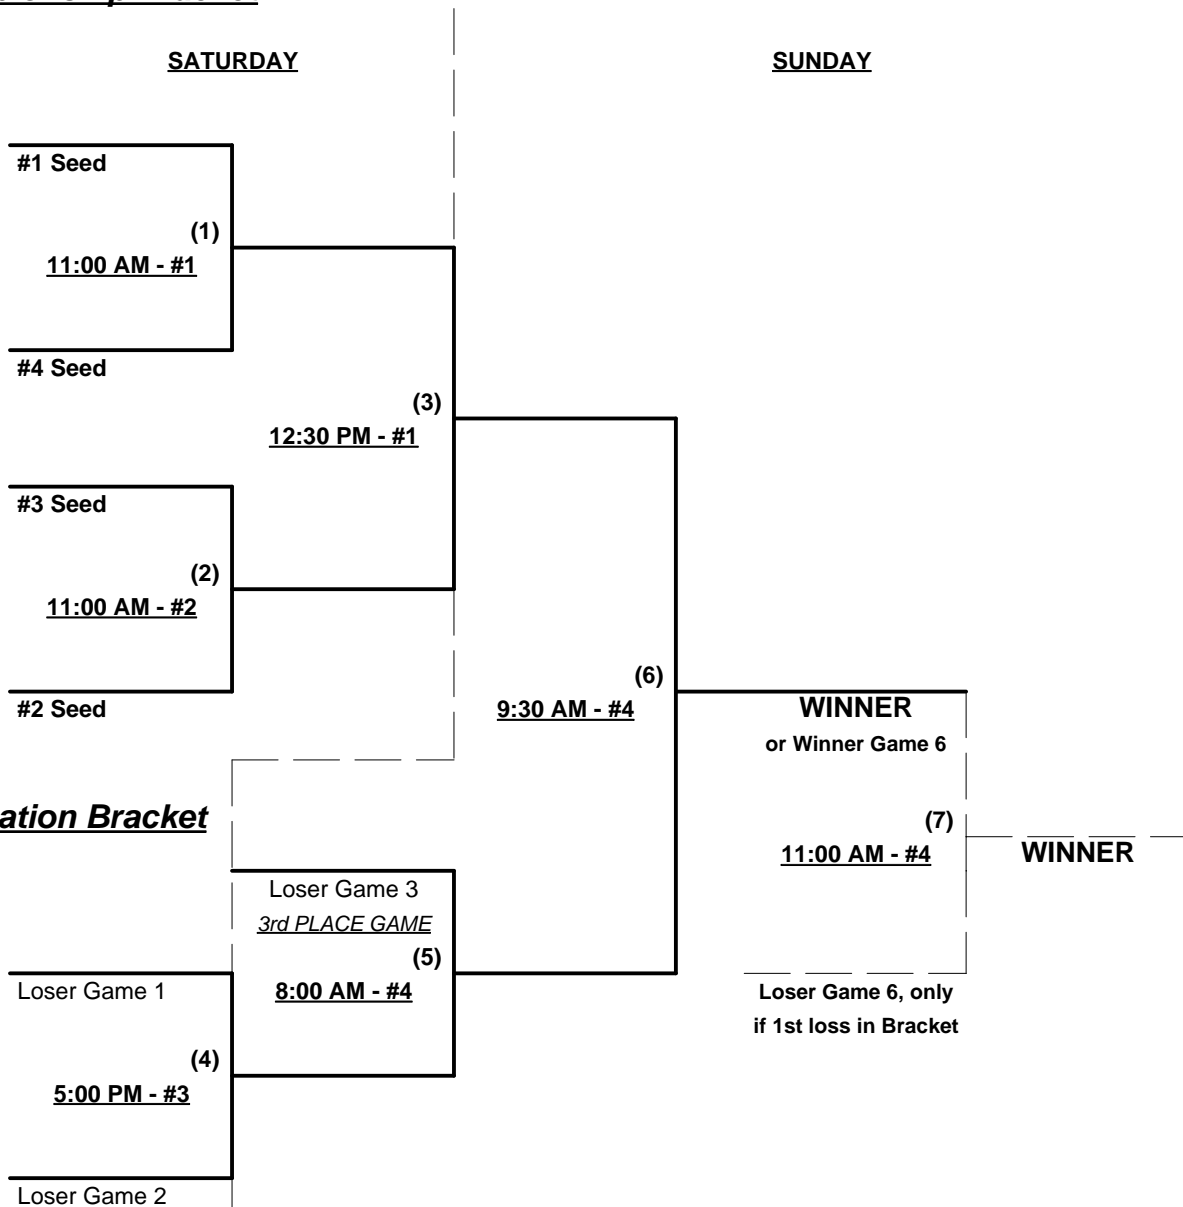 SATURDAY
SUNDAY
#1 Seed
(1)
11:00 AM - #1
#4 Seed
(3)
12:30 PM - #1
#3 Seed
(2)
11:00 AM - #2
#2 Seed
(6)
9:30 AM - #4
WINNER
or Winner Game 6
ation Bracket
(7)
11:00 AM - #4
WINNER
Loser Game 3
3rd PLACE GAME
(5)
8:00 AM - #4
Loser Game 1
Loser Game 6, only
if 1st loss in Bracket
(4)
5:00 PM - #3
Loser Game 2